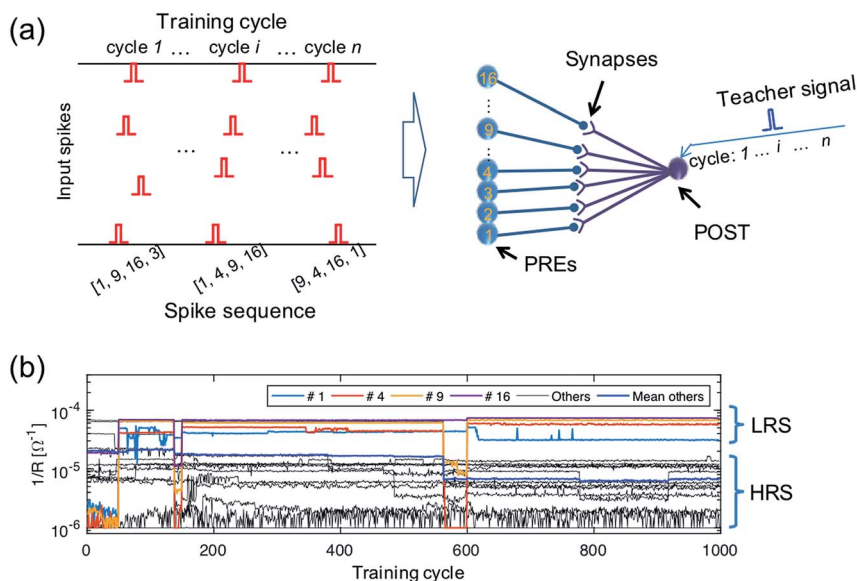 (a)
Training cycle
cycle 1 ... cycle i ... cycle n
Input spikes
... ...
[1, 9, 16, 3]
[1, 4, 9, 16]
[9, 4, 16, 1]
Spike sequence
16
9
4
3
2
1
PREs
Synapses
Teacher signal
cycle: 1 ... i ... n
POST
(b)
# 1 # 4 # 9 # 16 Others Mean others
1/R [Ω⁻¹]
10⁻⁴
10⁻⁵
10⁻⁶
LRS
HRS
0 200 400 600 800 1000
Training cycle